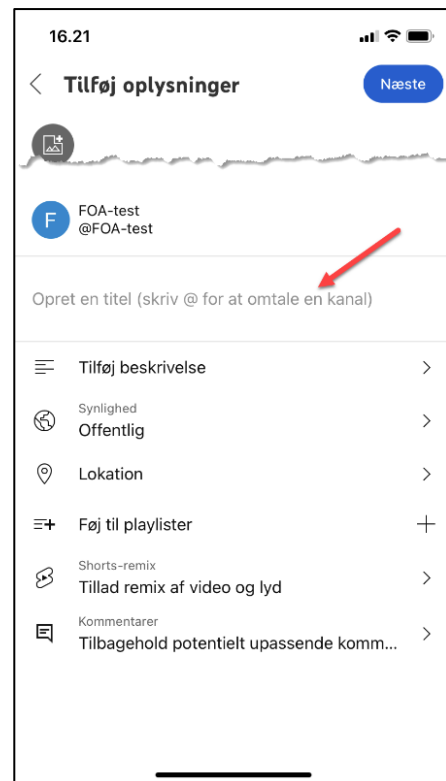 16.21
Tilføj oplysninger
Næste
F
FOA-test
@FOA-test
Opret en titel (skriv @ for at omtale en kanal)
Tilføj beskrivelse
Synlighed
Offentlig
Lokation
Føj til playlister
Shorts-remix
Tillad remix af video og lyd
Kommentarer
Tilbagehold potentielt upassende komm...